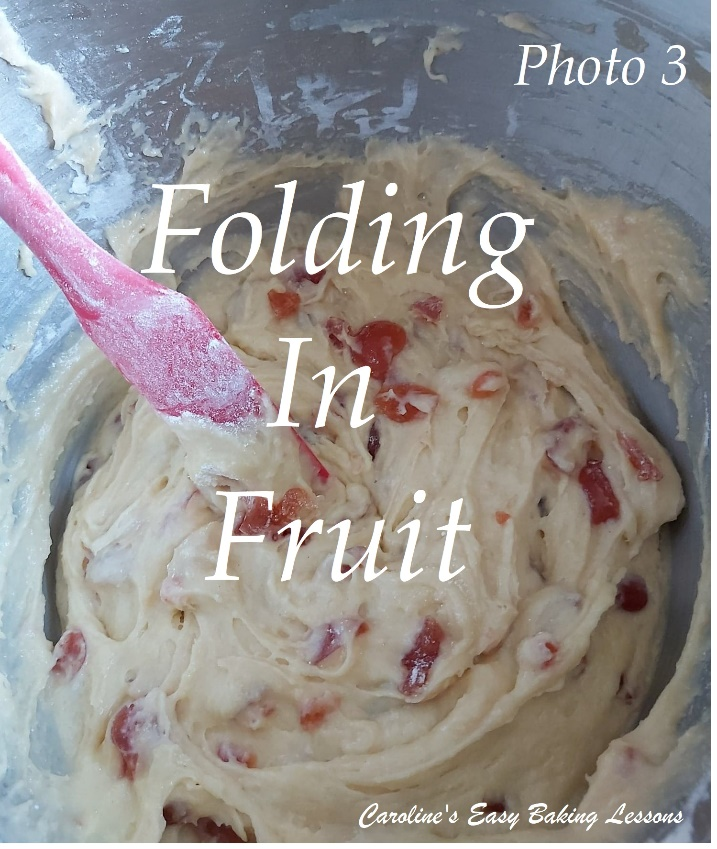 Photo 3
Folding
In
Fruit
Caroline's Easy Baking Lessons